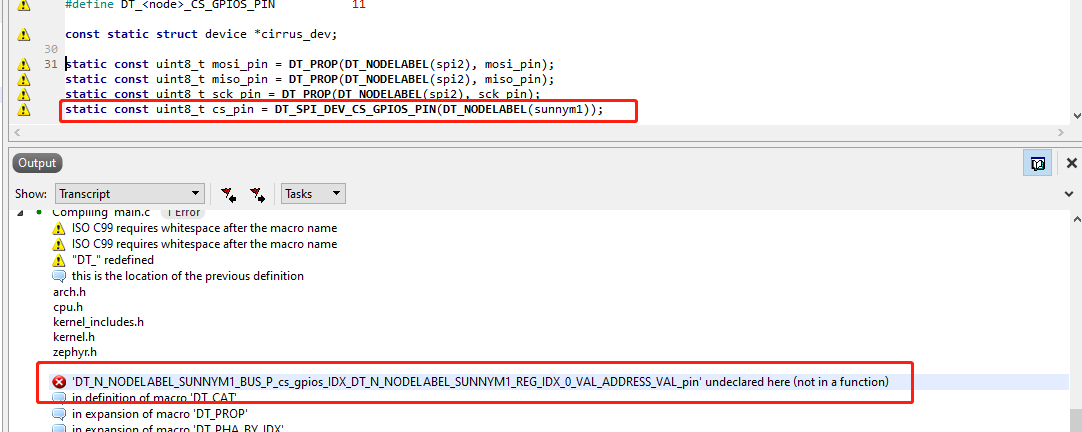 #define DT_<node>_CS_GPIOS_PIN 11
const static struct device *cirrus_dev;
30
31 static const uint8_t mosi_pin = DT_PROP(DT_NODELABEL(spi2), mosi_pin);
static const uint8_t miso_pin = DT_PROP(DT_NODELABEL(spi2), miso_pin);
static const uint8_t sck_pin = DT_PROP(DT_NODELABEL(spi2), sck_pin);
static const uint8_t cs_pin = DT_SPI_DEV_CS_GPIOS_PIN(DT_NODELABEL(sunnym1));
Output
Show: Transcript Tasks
Compiling 'main.c' 1 Error
ISO C99 requires whitespace after the macro name
ISO C99 requires whitespace after the macro name
"DT_" redefined
this is the location of the previous definition
arch.h
cpu.h
kernel_includes.h
kernel.h
zephyr.h
'DT_N_NODELABEL_SUNNYM1_BUS_P_cs_gpios_IDX_DT_N_NODELABEL_SUNNYM1_REG_IDX_0_VAL_ADDRESS_VAL_pin' undeclared here (not in a function)
in definition of macro 'DT_CAT'
in expansion of macro 'DT_PROP'
in expansion of macro 'DT_PHA_BY_IDX'